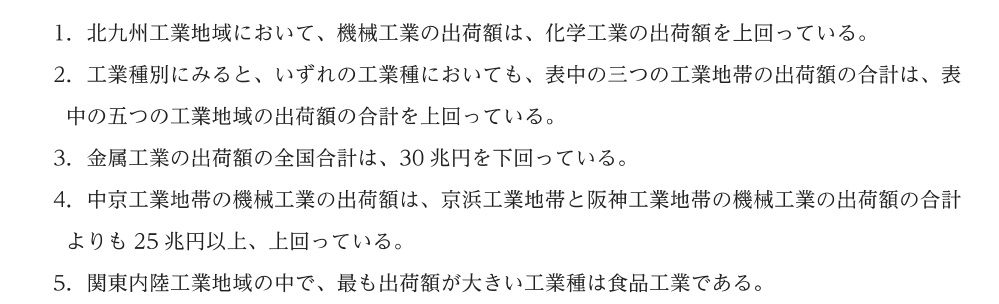 1．北九州工業地域において、機械工業の出荷額は、化学工業の出荷額を上回っている。
2．工業種別にみると、いずれの工業種においても、表中の三つの工業地帯の出荷額の合計は、表
中の五つの工業地域の出荷額の合計を上回っている。
3．金属工業の出荷額の全国合計は、30 兆円を下回っている。
4．中京工業地帯の機械工業の出荷額は、京浜工業地帯と阪神工業地帯の機械工業の出荷額の合計
よりも 25 兆円以上、上回っている。
5．関東内陸工業地域の中で、最も出荷額が大きい工業種は食品工業である。